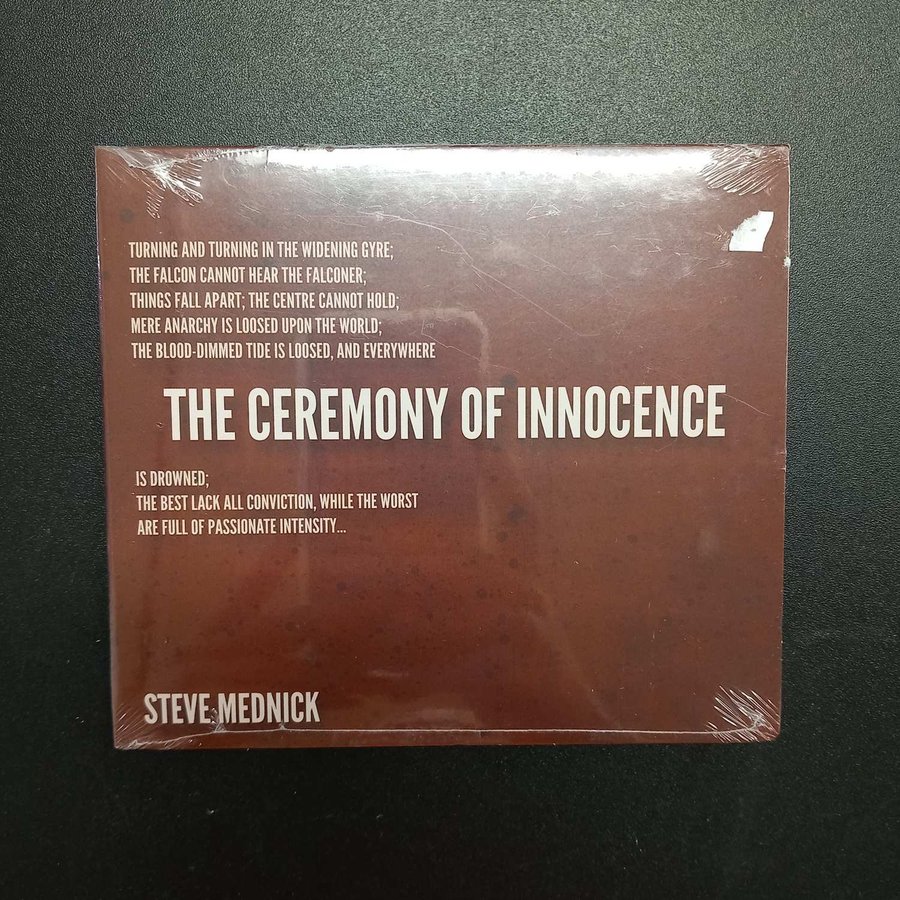 TURNING AND TURNING IN THE WIDENING GYRE;
THE FALCON CANNOT HEAR THE FALCONER;
THINGS FALL APART; THE CENTRE CANNOT HOLD;
MERE ANARCHY IS LOOSED UPON THE WORLD;
THE BLOOD-DIMMED TIDE IS LOOSED, AND EVERYWHERE
THE CEREMONY OF INNOCENCE
IS DROWNED;
THE BEST LACK ALL CONVICTION, WHILE THE WORST
ARE FULL OF PASSIONATE INTENSITY...
STEVE MEDNICK